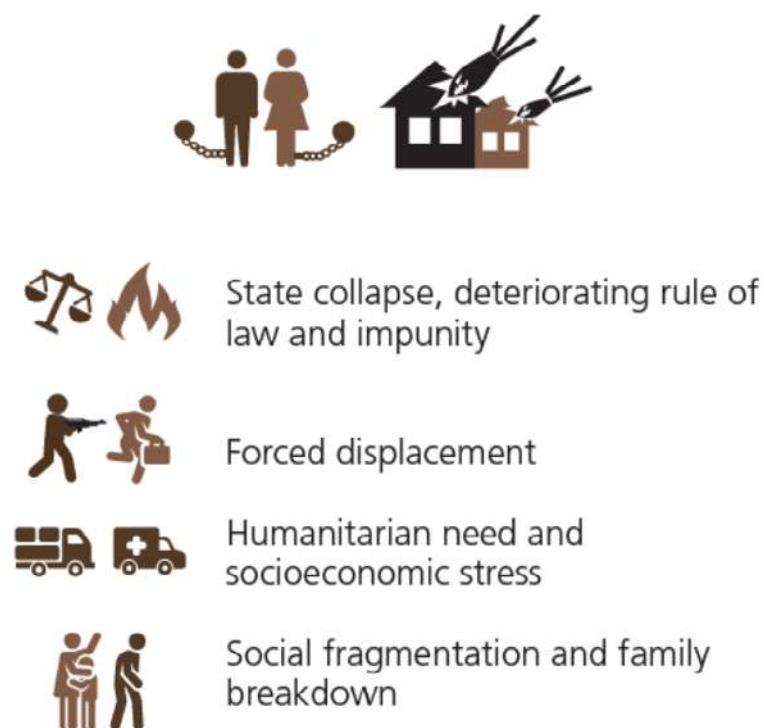 State collapse, deteriorating rule of
law and impunity
Forced displacement
Humanitarian need and
socioeconomic stress
Social fragmentation and family
breakdown